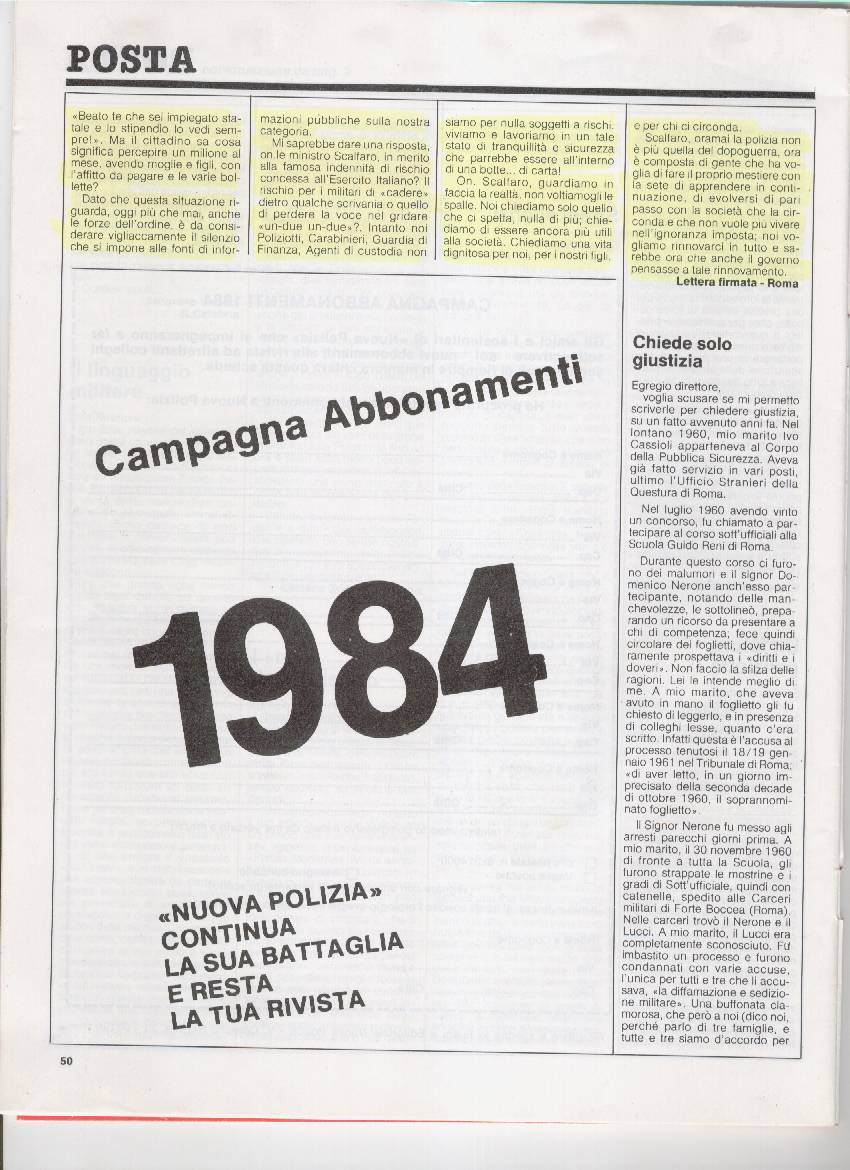 POSTA
«Beato te che sei impiegato sta-
tale e lo stipendio lo vedi sem-
pre!». Ma il cittadino sa cosa
significa percepire un milione al
mese, avendo moglie e figli, con
l'affitto da pagare e le varie bol-
lette?
Dato che questa situazione ri-
guarda, oggi più che mai, anche
le forze dell'ordine, è da consi-
derare vigliaccamente il silenzio
che si impone alle fonti di infor-
mazioni pubbliche sulla nostra
categoria.
Mi saprebbe dare una risposta,
on.le ministro Scalfaro, in merito
alla famosa indennità di rischio
concessa all'Esercito Italiano? Il
rischio per i militari di «cadere»
dietro qualche scrivania o quello
di perdere la voce nel gridare
«un-due un-due»?. Intanto noi
Poliziotti, Carabinieri, Guardia di
Finanza, Agenti di custodia non
siamo per nulla soggetti a rischi:
viviamo e lavoriamo in un tale
stato di tranquillità e sicurezza
che parrebbe essere all'interno
di una botte... di carta!
On. Scalfaro, guardiamo in
faccia la realtà, non voltiamogli le
spalle. Noi chiediamo solo quello
che ci spetta, nulla di più; chie-
diamo di essere ancora più utili
alla società. Chiediamo una vita
dignitosa per noi, per i nostri figli,
e per chi ci circonda.
Scalfaro, oramai la polizia non
è più quella del dopoguerra, ora
è composta di gente che ha vo-
glia di fare il proprio mestiere con
la sete di apprendere in conti-
nuazione, di evolversi di pari
passo con la società che la cir-
conda e che non vuole più vivere
nell'ignoranza imposta; noi vo-
gliamo rinnovarci in tutto e sa-
rebbe ora che anche il governo
pensasse a tale rinnovamento.
Lettera firmata - Roma
Campagna Abbonamenti
1984
«NUOVA POLIZIA»
CONTINUA
LA SUA BATTAGLIA
E RESTA
LA TUA RIVISTA
Chiede solo
giustizia
Egregio direttore,
voglia scusare se mi permetto
scriverle per chiedere giustizia,
su un fatto avvenuto anni fa. Nel
lontano 1960, mio marito Ivo
Cassioli apparteneva al Corpo
della Pubblica Sicurezza. Aveva
già fatto servizio in vari posti,
ultimo l'Ufficio Stranieri della
Questura di Roma.
Nel luglio 1960 avendo vinto
un concorso, fu chiamato a par-
tecipare al corso sott'ufficiali alla
Scuola Guido Reni di Roma.
Durante questo corso ci furo-
no dei malumori e il signor Do-
menico Nerone anch'esso par-
tecipante, notando delle man-
chevolezze, le sottolineò, prepa-
rando un ricorso da presentare a
chi di competenza; fece quindi
circolare dei foglietti, dove chia-
ramente prospettava i «diritti e i
doveri». Non faccio la sfilza delle
ragioni. Lei le intende meglio di
me. A mio marito, che aveva
avuto in mano il foglietto gli fu
chiesto di leggerlo, e in presenza
di colleghi lesse, quanto c'era
scritto. Infatti questa è l'accusa al
processo tenutosi il 18/19 gen-
naio 1961 nel Tribunale di Roma;
«di aver letto, in un giorno im-
precisato della seconda decade
di ottobre 1960, il soprannomi-
nato foglietto».
Il Signor Nerone fu messo agli
arresti parecchi giorni prima. A
mio marito, il 30 novembre 1960
di fronte a tutta la Scuola, gli
furono strappate le mostrine e i
gradi di Sott'ufficiale, quindi con
catenelle, spedito alle Carceri
militari di Forte Boccea (Roma).
Nelle carceri trovò il Nerone e il
Lucci. A mio marito, il Lucci era
completamente sconosciuto. Fu
imbastito un processo e furono
condannati con varie accuse,
l'unica per tutti e tre che li accu-
sava, «la diffamazione e sedizio-
ne militare». Una buffonata cla-
morosa, che però a noi (dico noi,
perché parlo di tre famiglie, e
tutte e tre siamo d'accordo per
50